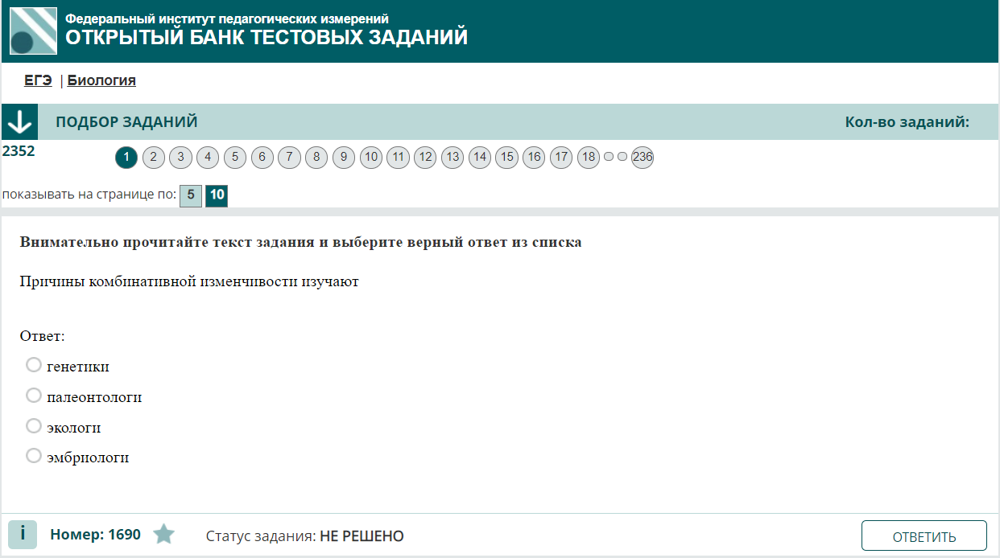 Федеральный институт педагогических измерений
ОТКРЫТЫЙ БАНК ТЕСТОВЫХ ЗАДАНИЙ
ЕГЭ | Биология
ПОДБОР ЗАДАНИЙ Кол-во заданий:
2352 1 2 3 4 5 6 7 8 9 10 11 12 13 14 15 16 17 18 236
показывать на странице по: 5 10
Внимательно прочитайте текст задания и выберите верный ответ из списка
Причины комбинативной изменчивости изучают
Ответ:
генетики
палеонтологи
экологи
эмбриологи
i Номер: 1690 Статус задания: НЕ РЕШЕНО ОТВЕТИТЬ